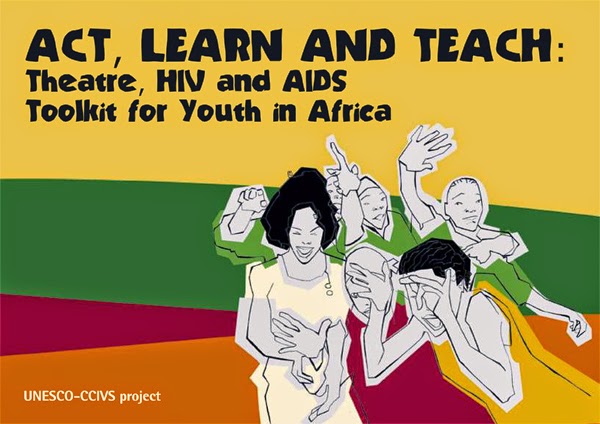 ACT, LEARN AND TEACH:
Theatre, HIV and AIDS
Toolkit for Youth in Africa
UNESCO-CCIVS project